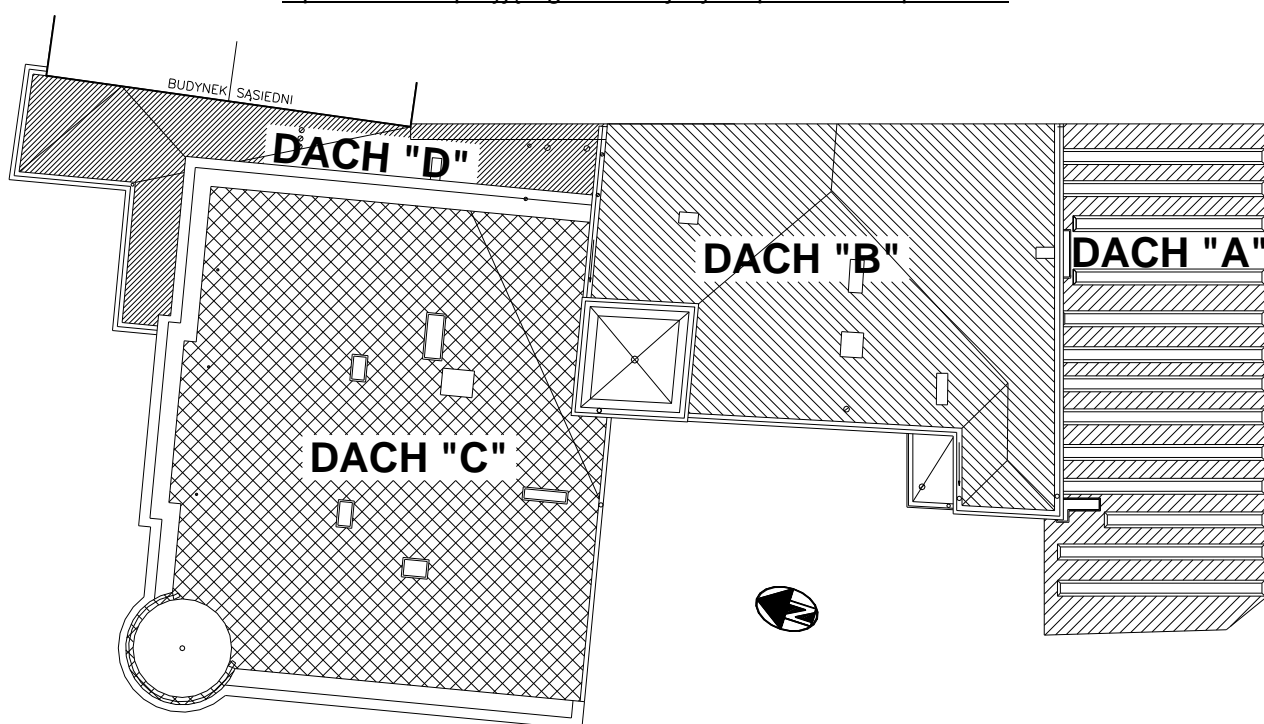 BUDYNEK SĄSIEDNI
DACH "D"
DACH "B"
DACH "A"
DACH "C"